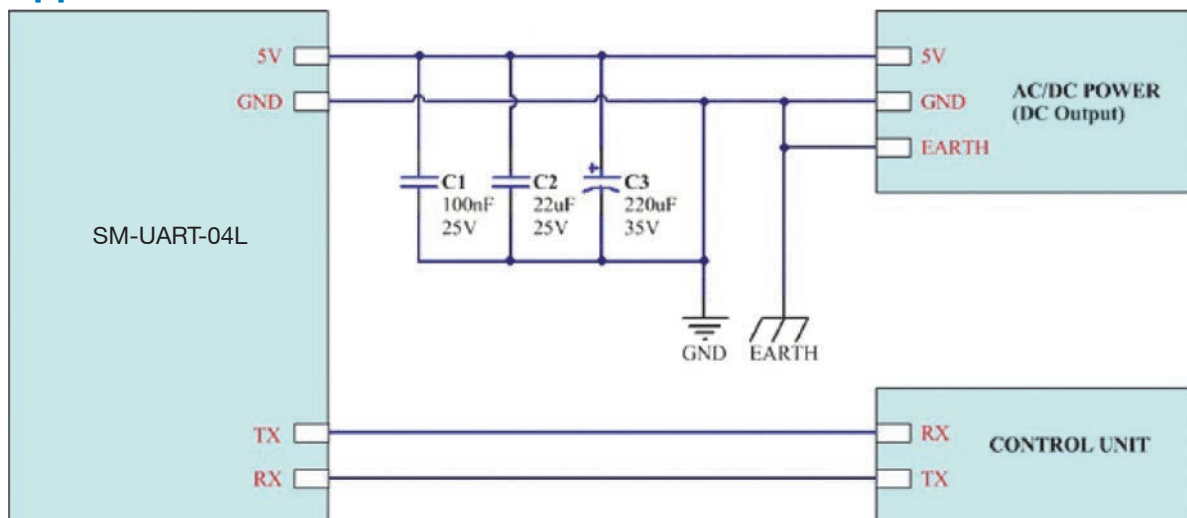 5V
GND
SM-UART-04L
TX
RX
C1
100nF
25V
C2
22uF
25V
+
C3
220uF
35V
GND
EARTH
5V
GND
EARTH
AC/DC POWER
(DC Output)
RX
TX
CONTROL UNIT